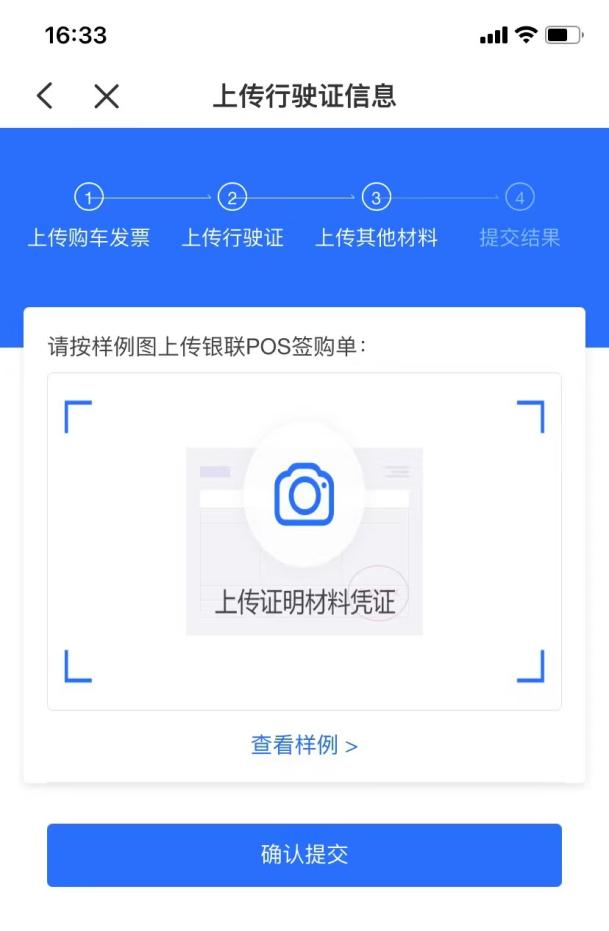 16:33
上传行驶证信息
1 2 3 4
上传购车发票 上传行驶证 上传其他材料 提交结果
请按样例图上传银联POS签购单：
上传证明材料凭证
查看样例 >
确认提交